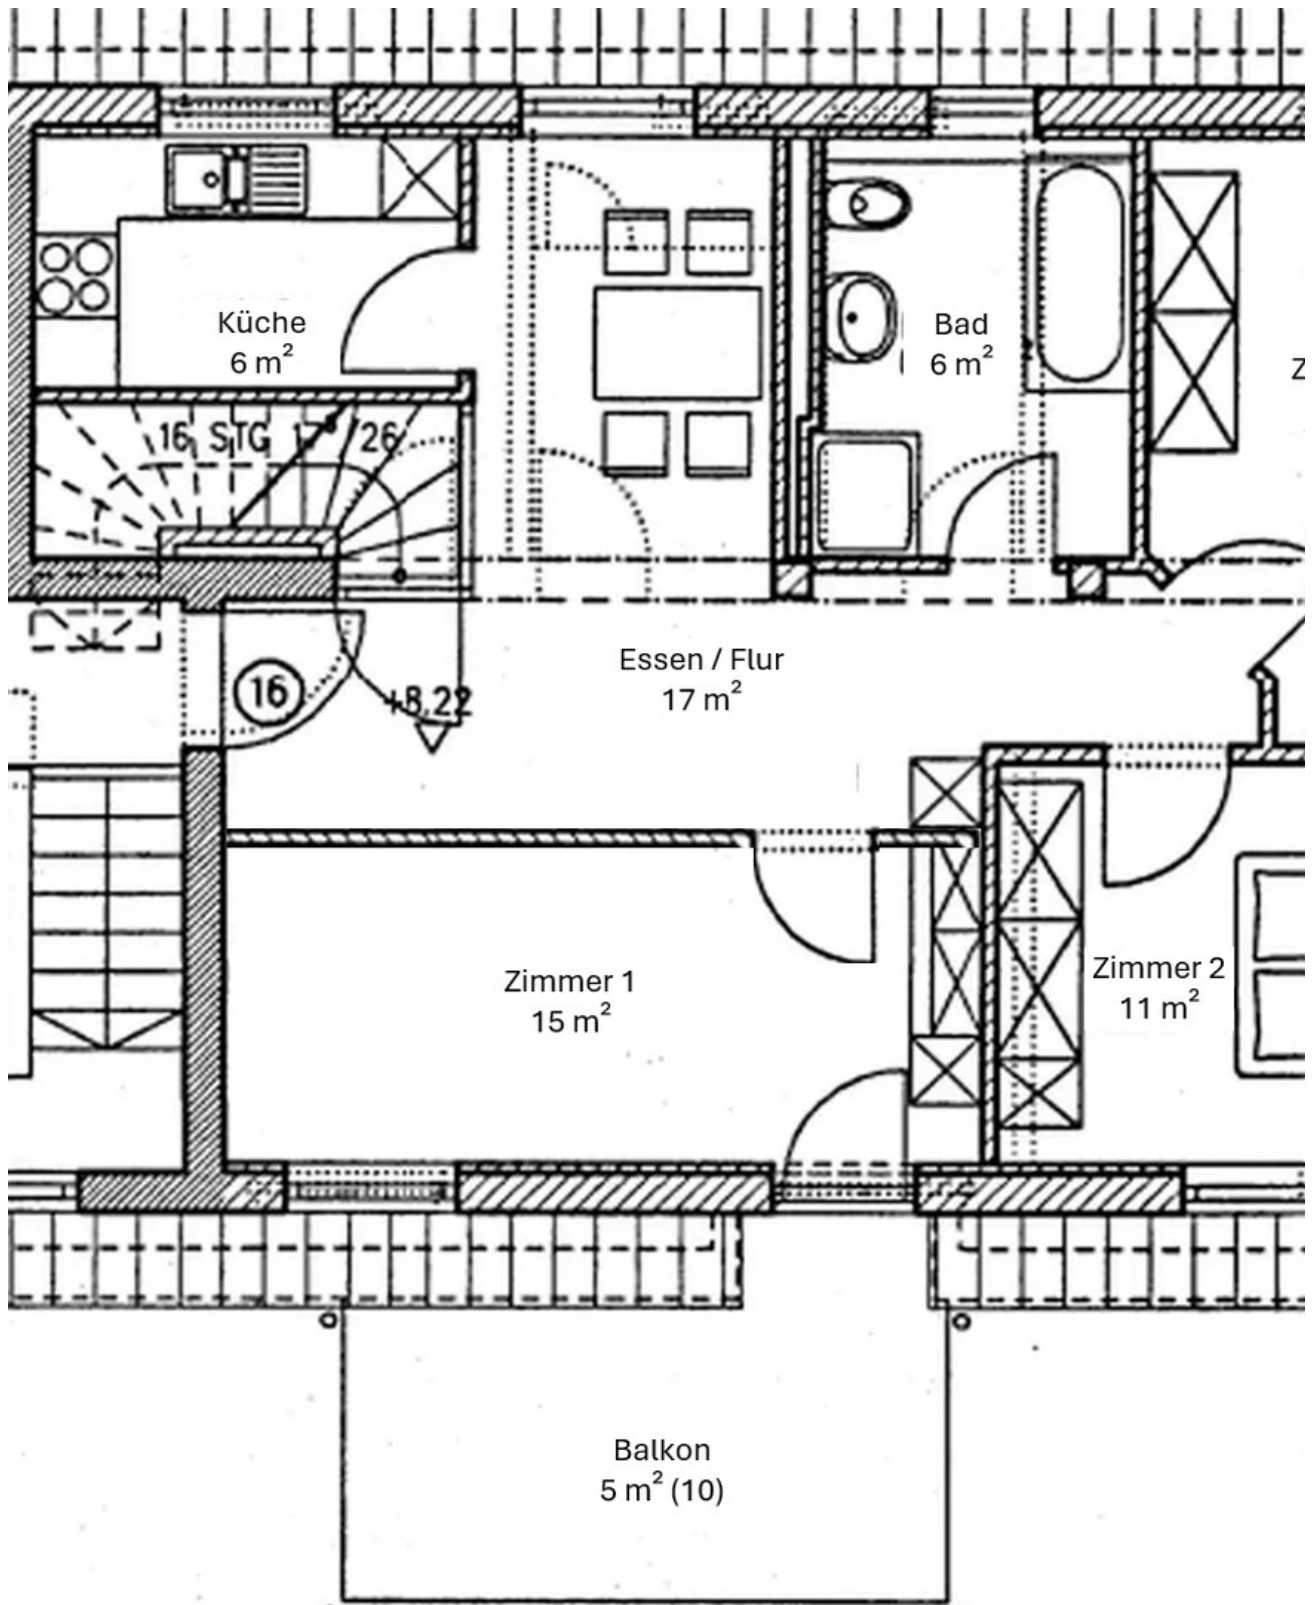 16 STG 17⁸ 26
Küche
6 m²
Bad
6 m²
Z
Essen / Flur
17 m²
16
+8.22
Zimmer 1
15 m²
Zimmer 2
11 m²
Balkon
5 m² (10)